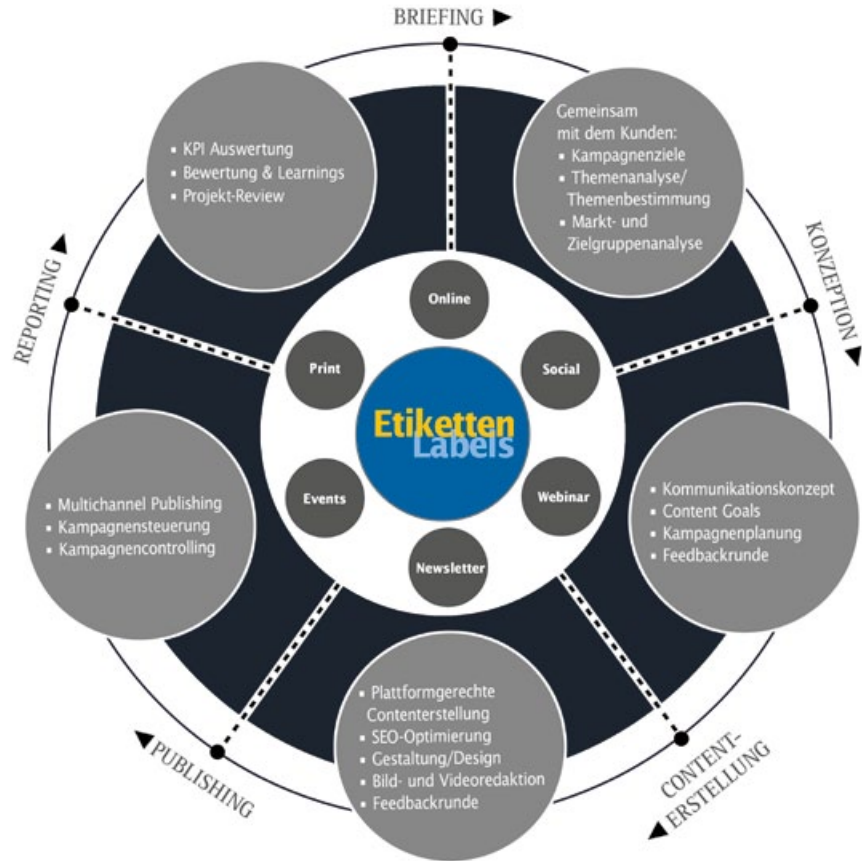 BRIEFING ▶
Gemeinsam
mit dem Kunden:
▪ Kampagnenziele
▪ Themenanalyse/
Themenbestimmung
▪ Markt- und
Zielgruppenanalyse
KONZEPTION ▶
▪ Kommunikationskonzept
▪ Content Goals
▪ Kampagnenplanung
▪ Feedbackrunde
CONTENT-
◀ ERSTELLUNG
▪ Plattformgerechte
Contenterstellung
▪ SEO-Optimierung
▪ Gestaltung/Design
▪ Bild- und Videoredaktion
▪ Feedbackrunde
◀ PUBLISHING
▪ Multichannel Publishing
▪ Kampagnensteuerung
▪ Kampagnencontrolling
REPORTING ▶
▪ KPI Auswertung
▪ Bewertung & Learnings
▪ Projekt-Review
Online
Social
Webinar
Newsletter
Events
Print
Etiketten
Labels